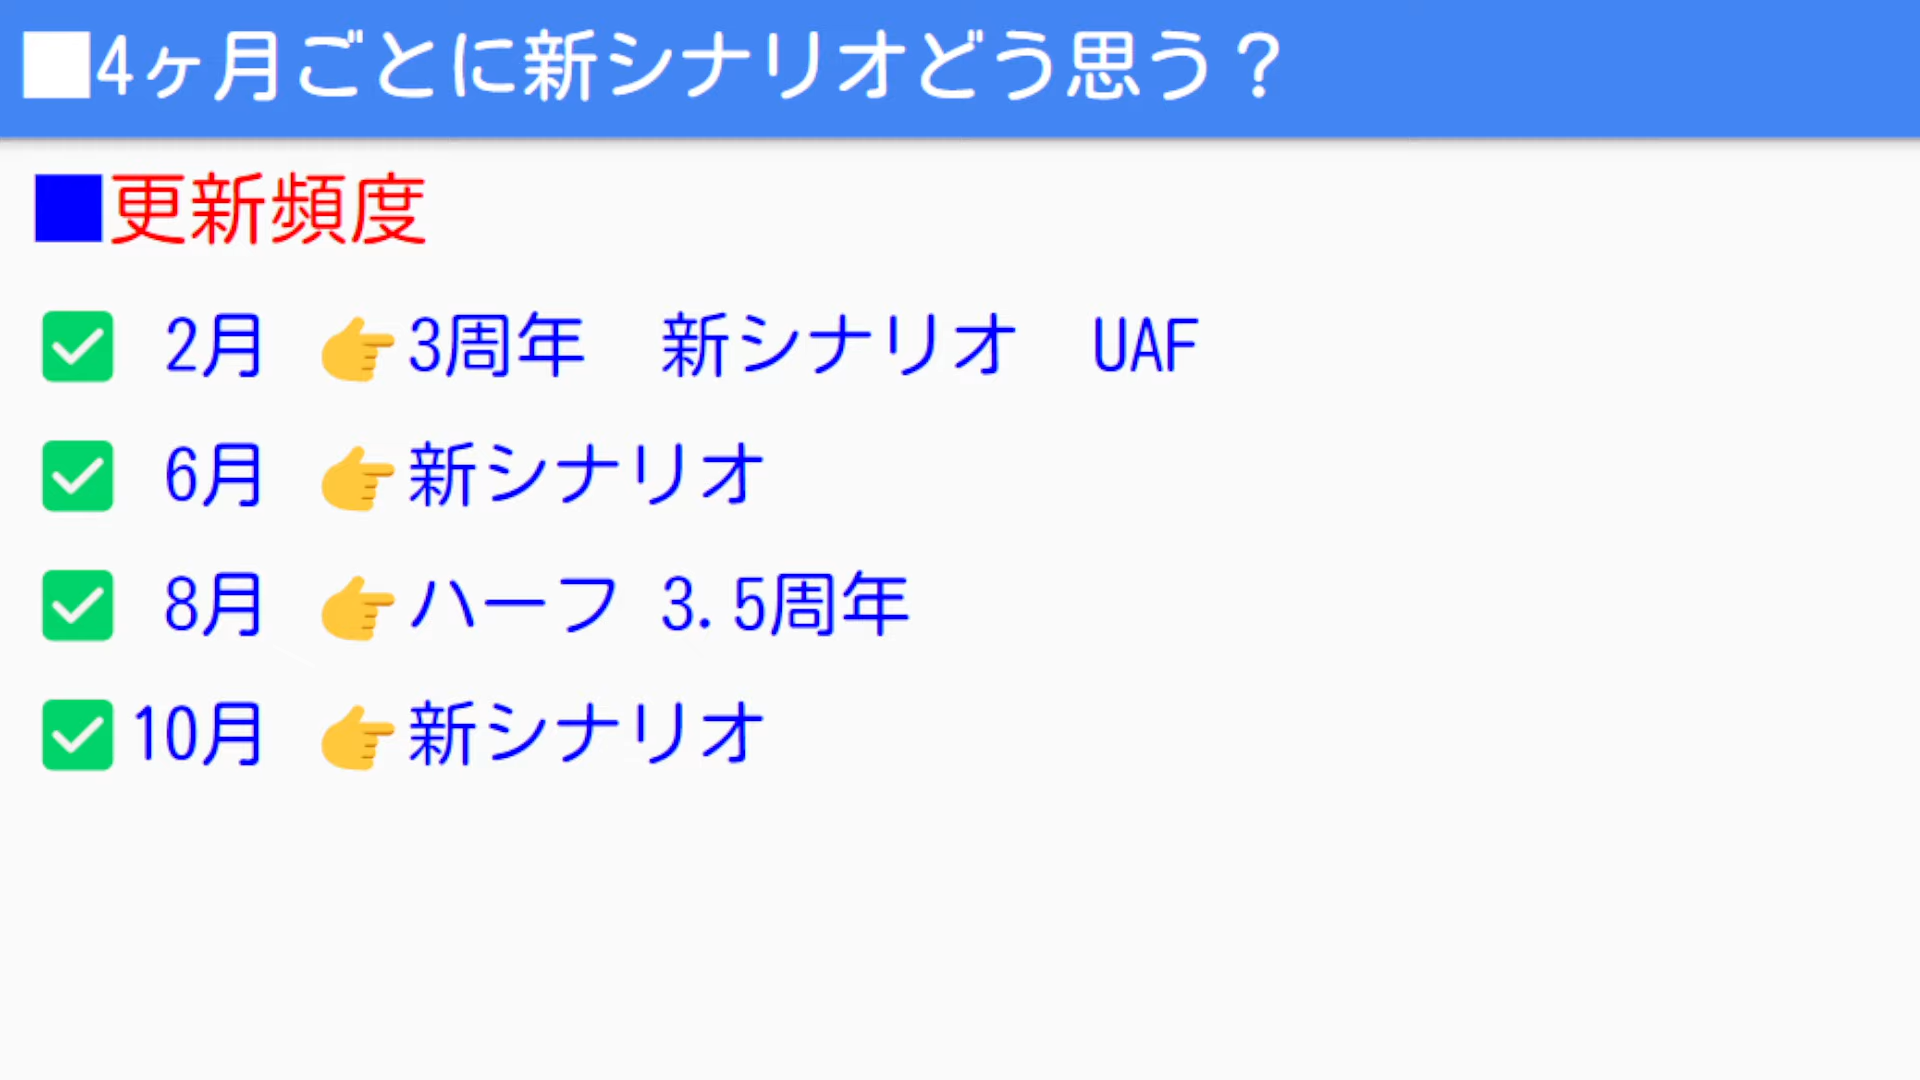 ■4ヶ月ごとに新シナリオどう思う？
■更新頻度
✅ 2月 👉3周年　新シナリオ　UAF
✅ 6月 👉新シナリオ
✅ 8月 👉ハーフ 3.5周年
✅10月 👉新シナリオ